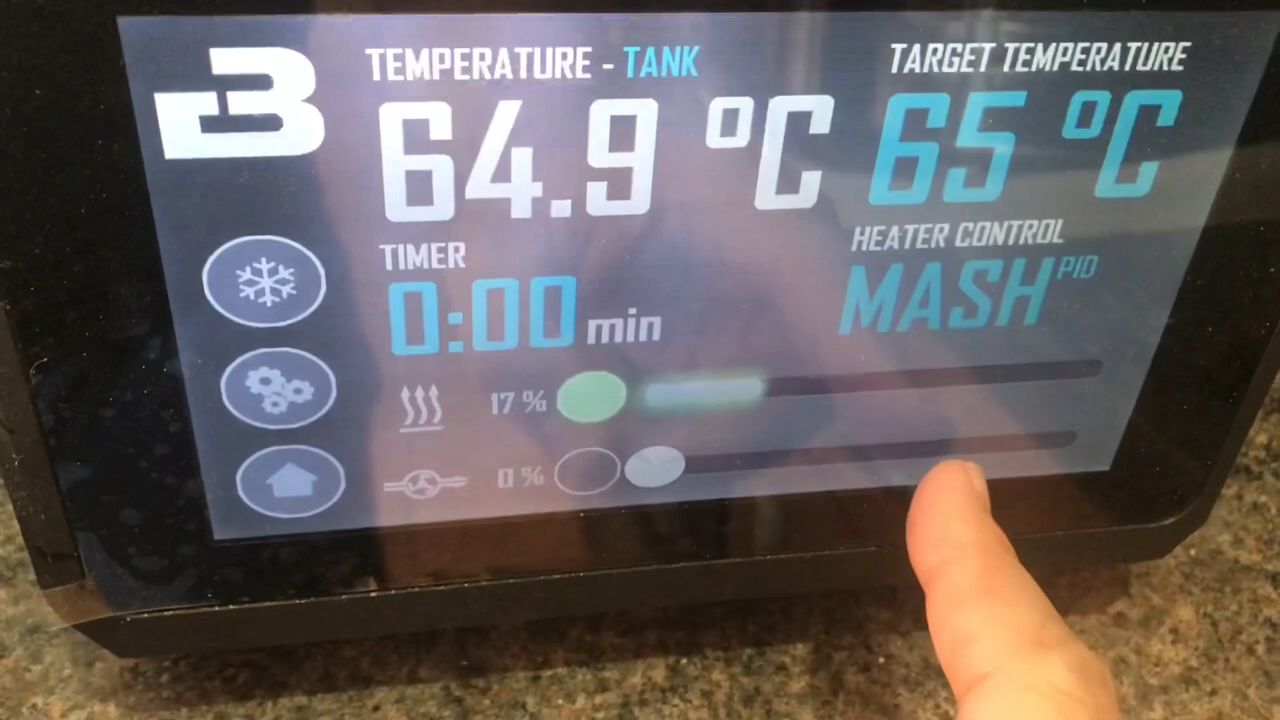 B
TEMPERATURE - TANK
64.9 °C
TARGET TEMPERATURE
65 °C
TIMER
0:00 min
HEATER CONTROL
MASH PID
17 %
0 %